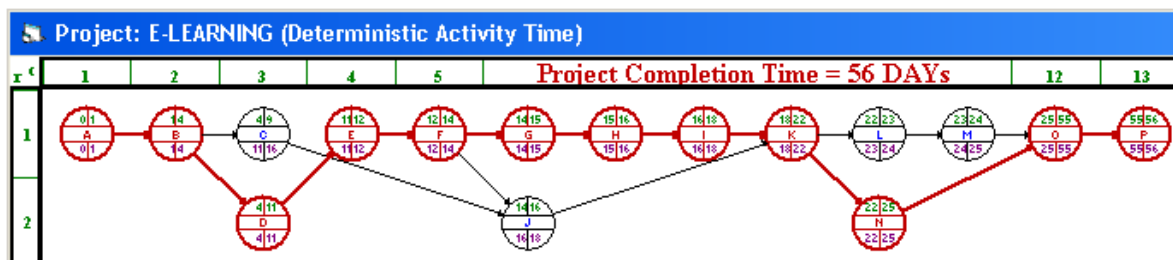 Project: E-LEARNING (Deterministic Activity Time)
r c 1 2 3 4 5 Project Completion Time = 56 DAYs 12 13
1
0 1 1 4 4 9 11 12 12 14 14 15 15 16 16 18 18 22 22 23 23 24 25 55 55 56
A B C E F G H I K L M O P
0 1 1 4 11 16 11 12 12 14 14 15 15 16 16 18 18 22 23 24 24 25 25 55 55 56
2
4 11 14 16 22 25
D J N
4 11 16 18 22 25